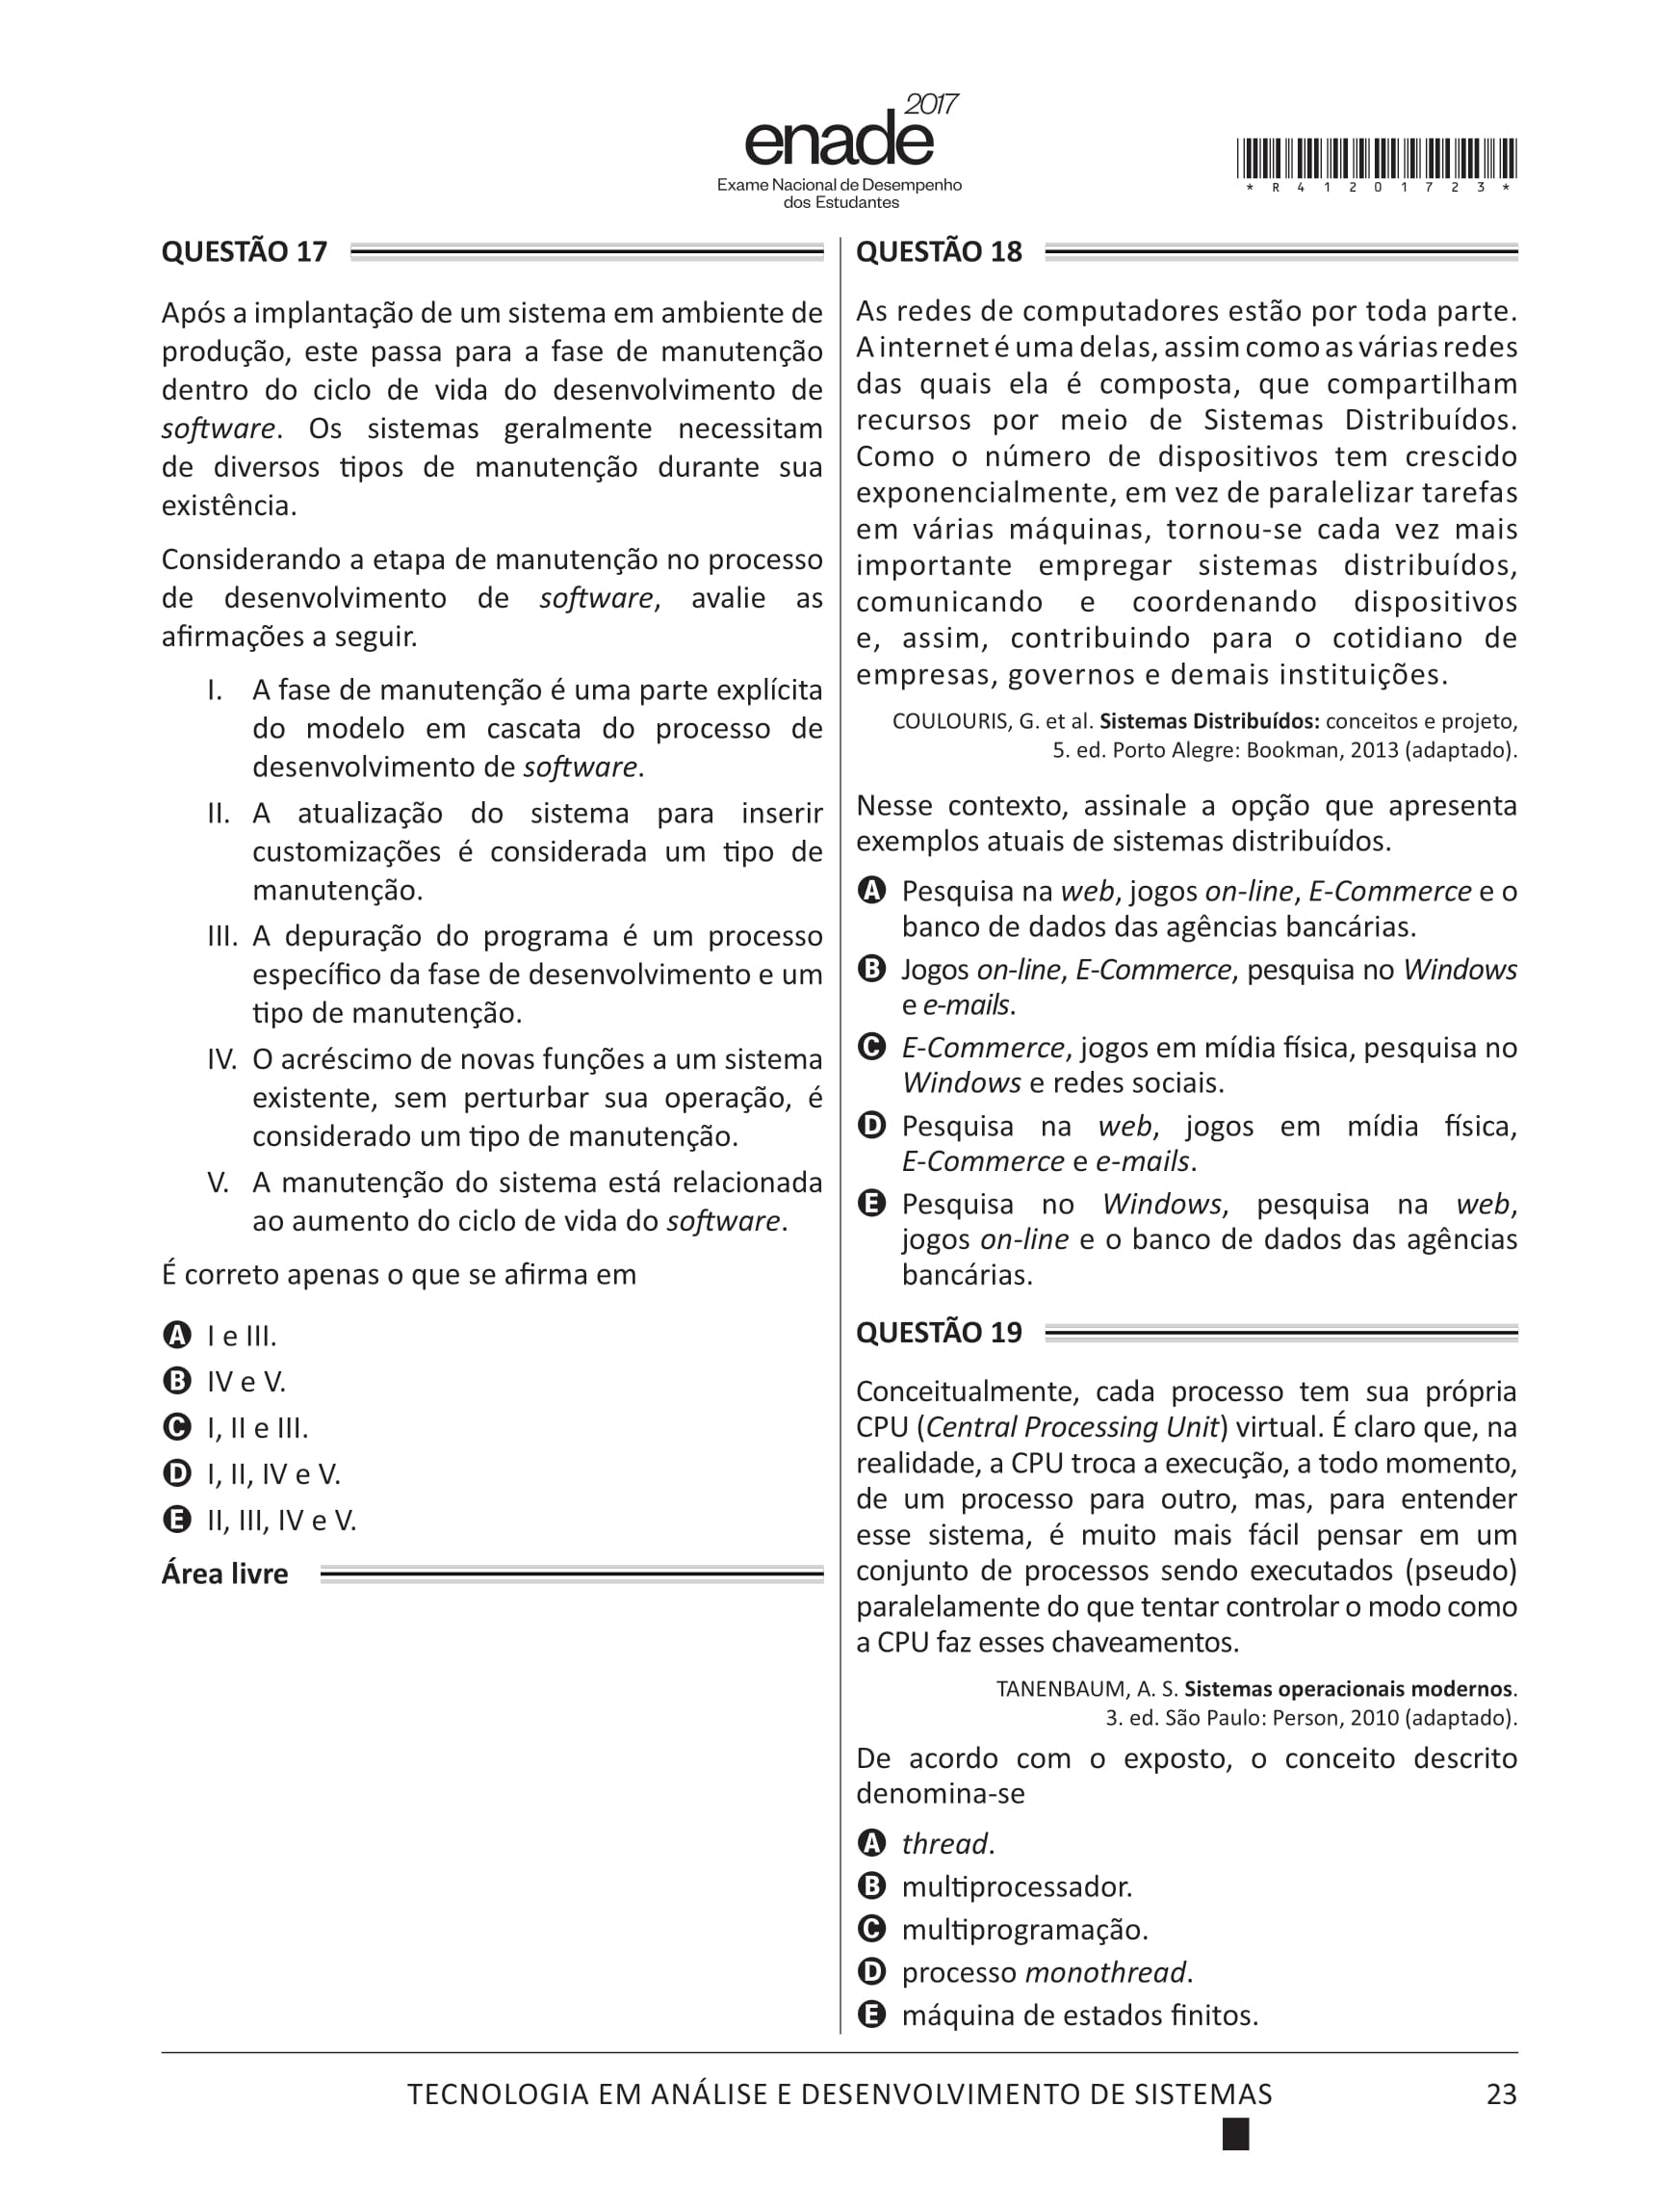 2017
enade
Exame Nacional de Desempenho
dos Estudantes
*R41201723*
QUESTÃO 17
Após a implantação de um sistema em ambiente de
produção, este passa para a fase de manutenção
dentro do ciclo de vida do desenvolvimento de
software. Os sistemas geralmente necessitam
de diversos tipos de manutenção durante sua
existência.
Considerando a etapa de manutenção no processo
de desenvolvimento de software, avalie as
afirmações a seguir.
I. A fase de manutenção é uma parte explícita
do modelo em cascata do processo de
desenvolvimento de software.
II. A atualização do sistema para inserir
customizações é considerada um tipo de
manutenção.
III. A depuração do programa é um processo
específico da fase de desenvolvimento e um
tipo de manutenção.
IV. O acréscimo de novas funções a um sistema
existente, sem perturbar sua operação, é
considerado um tipo de manutenção.
V. A manutenção do sistema está relacionada
ao aumento do ciclo de vida do software.
É correto apenas o que se afirma em
A I e III.
B IV e V.
C I, II e III.
D I, II, IV e V.
E II, III, IV e V.
Área livre
QUESTÃO 18
As redes de computadores estão por toda parte.
A internet é uma delas, assim como as várias redes
das quais ela é composta, que compartilham
recursos por meio de Sistemas Distribuídos.
Como o número de dispositivos tem crescido
exponencialmente, em vez de paralelizar tarefas
em várias máquinas, tornou-se cada vez mais
importante empregar sistemas distribuídos,
comunicando e coordenando dispositivos
e, assim, contribuindo para o cotidiano de
empresas, governos e demais instituições.
COULOURIS, G. et al. Sistemas Distribuídos: conceitos e projeto,
5. ed. Porto Alegre: Bookman, 2013 (adaptado).
Nesse contexto, assinale a opção que apresenta
exemplos atuais de sistemas distribuídos.
A Pesquisa na web, jogos on-line, E-Commerce e o
banco de dados das agências bancárias.
B Jogos on-line, E-Commerce, pesquisa no Windows
e e-mails.
C E-Commerce, jogos em mídia física, pesquisa no
Windows e redes sociais.
D Pesquisa na web, jogos em mídia física,
E-Commerce e e-mails.
E Pesquisa no Windows, pesquisa na web,
jogos on-line e o banco de dados das agências
bancárias.
QUESTÃO 19
Conceitualmente, cada processo tem sua própria
CPU (Central Processing Unit) virtual. É claro que, na
realidade, a CPU troca a execução, a todo momento,
de um processo para outro, mas, para entender
esse sistema, é muito mais fácil pensar em um
conjunto de processos sendo executados (pseudo)
paralelamente do que tentar controlar o modo como
a CPU faz esses chaveamentos.
TANENBAUM, A. S. Sistemas operacionais modernos.
3. ed. São Paulo: Person, 2010 (adaptado).
De acordo com o exposto, o conceito descrito
denomina-se
A thread.
B multiprocessador.
C multiprogramação.
D processo monothread.
E máquina de estados finitos.
TECNOLOGIA EM ANÁLISE E DESENVOLVIMENTO DE SISTEMAS
23